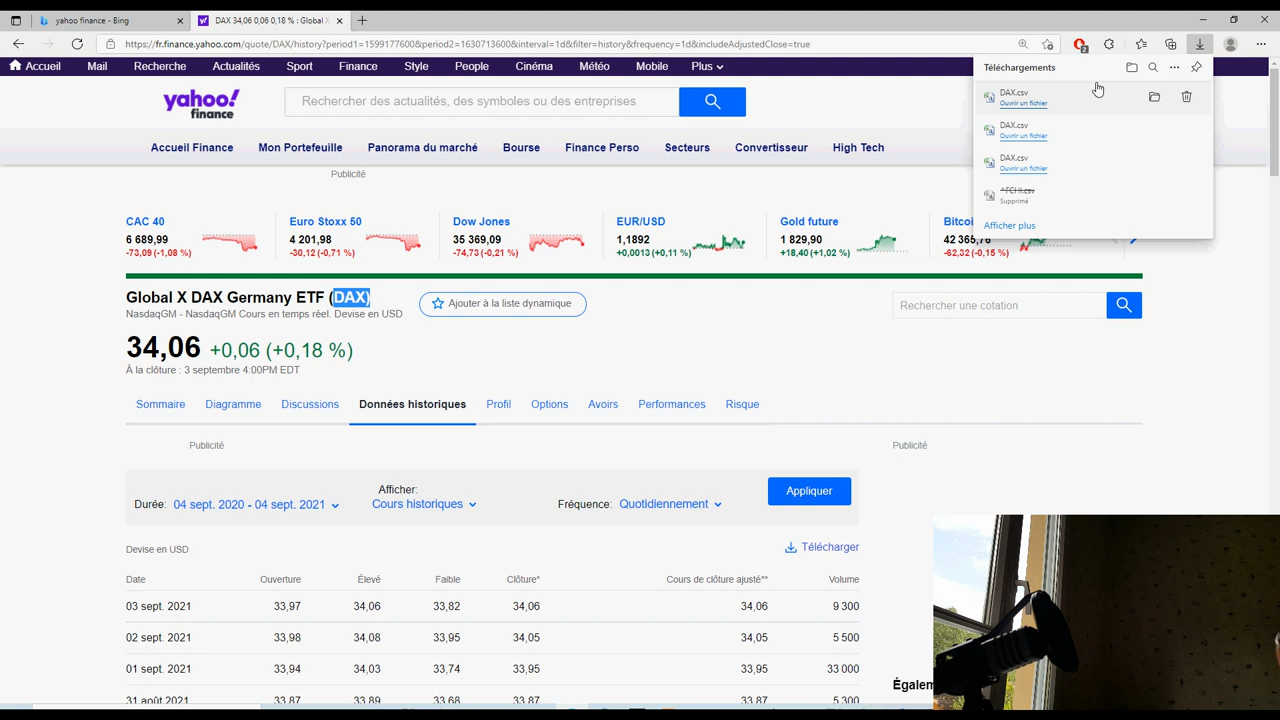 yahoo finance - Bing
DAX 34,06 0,06 0,18 % : Global X
https://fr.finance.yahoo.com/quote/DAX/history?period1=1599177600&period2=1630713600&interval=1d&filter=history&frequency=1d&includeAdjustedClose=true
2
Accueil Mail Recherche Actualités Sport Finance Style People Cinéma Météo Mobile Plus
Téléchargements
DAX.csv
Ouvrir un fichier
DAX.csv
Ouvrir un fichier
DAX.csv
Ouvrir un fichier
^FCHI.csv
Supprimé
Afficher plus
yahoo!
finance
Rechercher des actualités, des symboles ou des entreprises
Accueil Finance Mon Portefeuille Panorama du marché Bourse Finance Perso Secteurs Convertisseur High Tech
Publicité
CAC 40 Euro Stoxx 50 Dow Jones EUR/USD Gold future Bitcoi
6 689,99 4 201,98 35 369,09 1,1892 1 829,90 42 365,76
-73,09 (-1,08 %) -30,12 (-0,71 %) -74,73 (-0,21 %) +0,0013 (+0,11 %) +18,40 (+1,02 %) -62,32 (-0,15 %)
Global X DAX Germany ETF (DAX)
Ajouter à la liste dynamique
Rechercher une cotation
NasdaqGM - NasdaqGM Cours en temps réel. Devise en USD
34,06 +0,06 (+0,18 %)
À la clôture : 3 septembre 4:00PM EDT
Sommaire Diagramme Discussions Données historiques Profil Options Avoirs Performances Risque
Publicité Publicité
Durée: 04 sept. 2020 - 04 sept. 2021
Afficher:
Cours historiques
Fréquence: Quotidiennement
Appliquer
Devise en USD
Télécharger
Date Ouverture Élevé Faible Clôture* Cours de clôture ajusté** Volume
03 sept. 2021 33,97 34,06 33,82 34,06 34,06 9 300
02 sept. 2021 33,98 34,08 33,95 34,05 34,05 5 500
01 sept. 2021 33,94 34,03 33,74 33,95 33,95 33 000
31 août 2021 33,87 33,89 33,68 33,87 33,87 5 300
Égalem